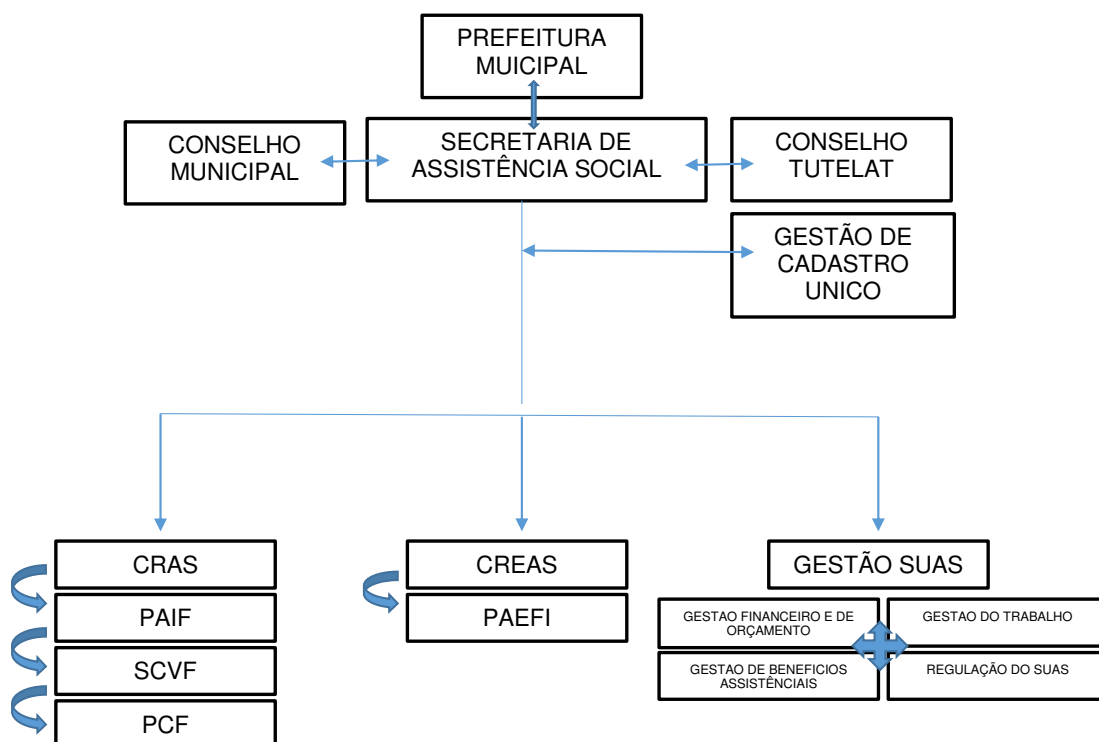 PREFEITURA
MUICIPAL
CONSELHO
MUNICIPAL
SECRETARIA DE
ASSISTÊNCIA SOCIAL
CONSELHO
TUTELAT
GESTÃO DE
CADASTRO
UNICO
CRAS
PAIF
SCVF
PCF
CREAS
PAEFI
GESTÃO SUAS
GESTAO FINANCEIRO E DE
ORÇAMENTO
GESTAO DO TRABALHO
GESTAO DE BENEFICIOS
ASSISTÊNCIAIS
REGULAÇÃO DO SUAS